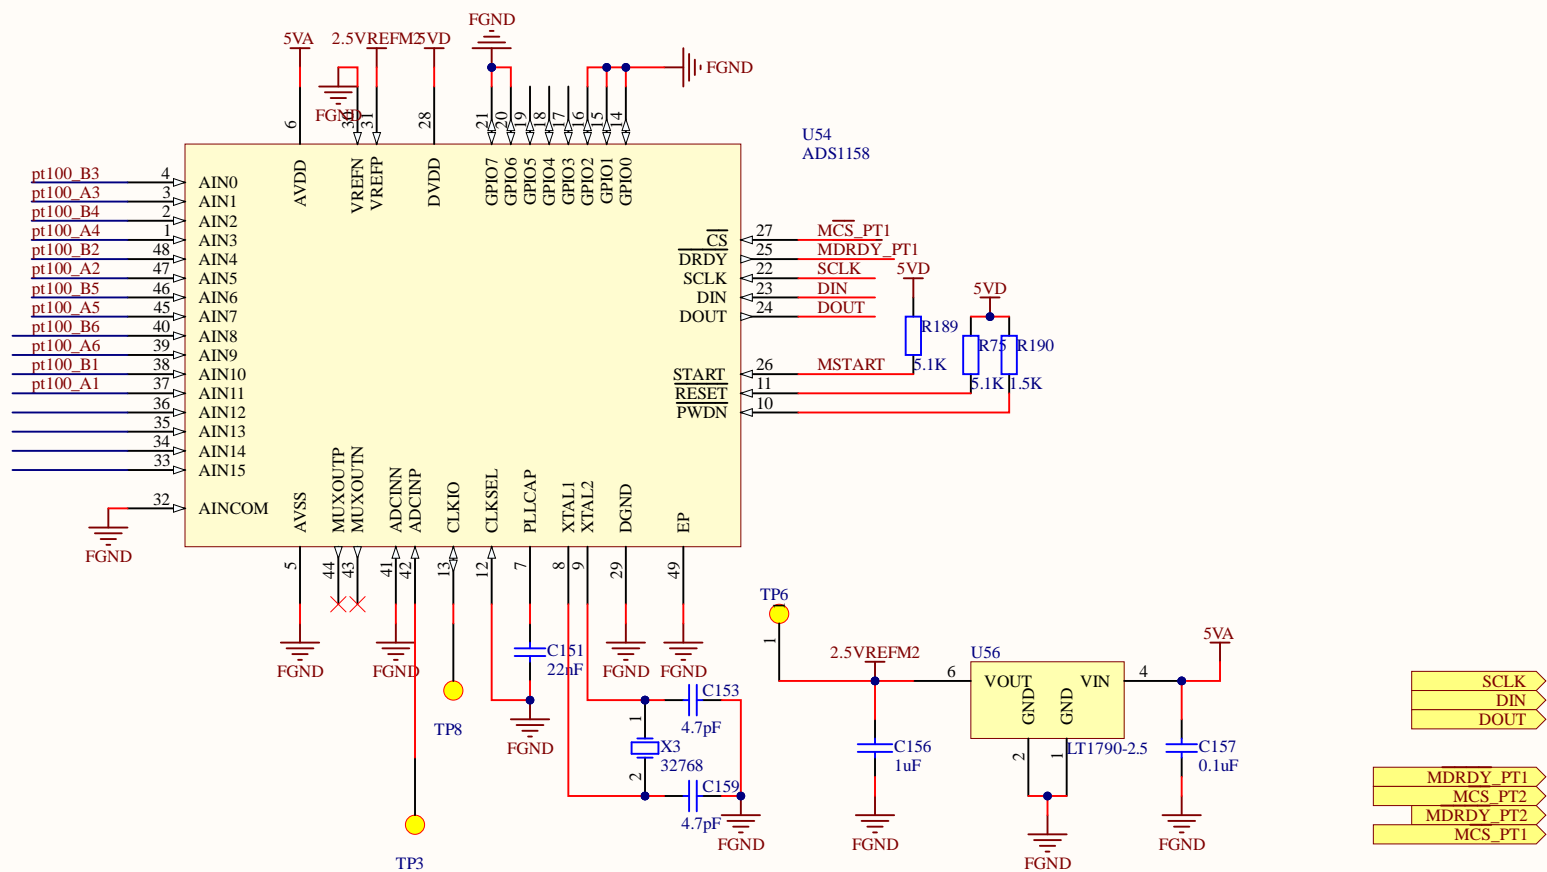 FGND
5VA
2.5VREFM2
5VD
FGND
FGND
6
30
31
28
21
20
19
18
17
16
15
14
U54
ADS1158
AVDD
VREFN
VREFP
DVDD
GPIO7
GPIO6
GPIO5
GPIO4
GPIO3
GPIO2
GPIO1
GPIO0
pt100_B3 4 AIN0
pt100_A3 3 AIN1
pt100_B4 2 AIN2
pt100_A4 1 AIN3
pt100_B2 48 AIN4
pt100_A2 47 AIN5
pt100_B5 46 AIN6
pt100_A5 45 AIN7
pt100_B6 40 AIN8
pt100_A6 39 AIN9
pt100_B1 38 AIN10
pt100_A1 37 AIN11
36 AIN12
35 AIN13
34 AIN14
33 AIN15
32 AINCOM
FGND
CS 27 MCS_PT1
DRDY 25 MDRDY_PT1
SCLK 22 SCLK
DIN 23 DIN
DOUT 24 DOUT
START 26 MSTART
RESET 11
PWDN 10
5VD
R189
5.1K
5VD
R75
5.1K
R190
1.5K
AVSS
MUXOUTP
MUXOUTN
ADCINN
ADCINP
CLKIO
CLKSEL
PLLCAP
XTAL1
XTAL2
DGND
EP
5
44
43
41
42
13
12
7
8
9
29
49
FGND
FGND
C151
22nF
FGND
FGND
TP8
FGND
TP3
1
X3
32768
2
C153
4.7pF
C159
4.7pF
FGND
TP6
1
2.5VREFM2
U56
5VA
6
VOUT
VIN
4
GND
GND
2
1
LT1790-2.5
C156
1uF
C157
0.1uF
FGND
FGND
FGND
SCLK
DIN
DOUT
MDRDY_PT1
MCS_PT2
MDRDY_PT2
MCS_PT1